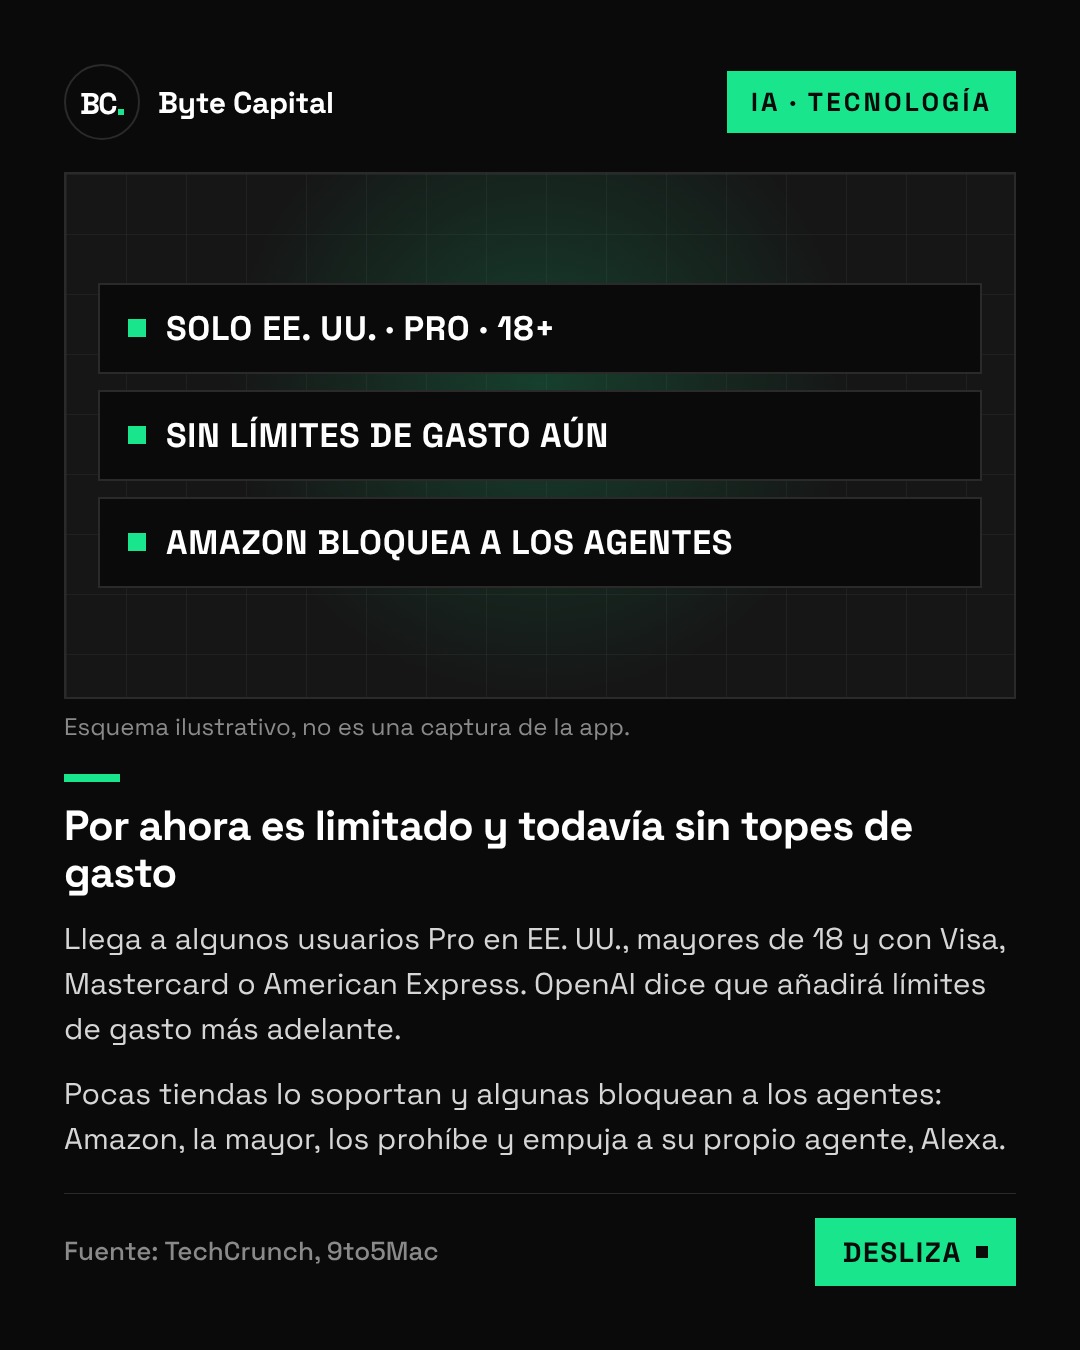 BC.
Byte Capital
IA · TECNOLOGÍA
SOLO EE. UU. · PRO · 18+
SIN LÍMITES DE GASTO AÚN
AMAZON BLOQUEA A LOS AGENTES
Esquema ilustrativo, no es una captura de la app.
Por ahora es limitado y todavía sin topes de
gasto
Llega a algunos usuarios Pro en EE. UU., mayores de 18 y con Visa,
Mastercard o American Express. OpenAI dice que añadirá límites
de gasto más adelante.
Pocas tiendas lo soportan y algunas bloquean a los agentes:
Amazon, la mayor, los prohíbe y empuja a su propio agente, Alexa.
Fuente: TechCrunch, 9to5Mac
DESLIZA